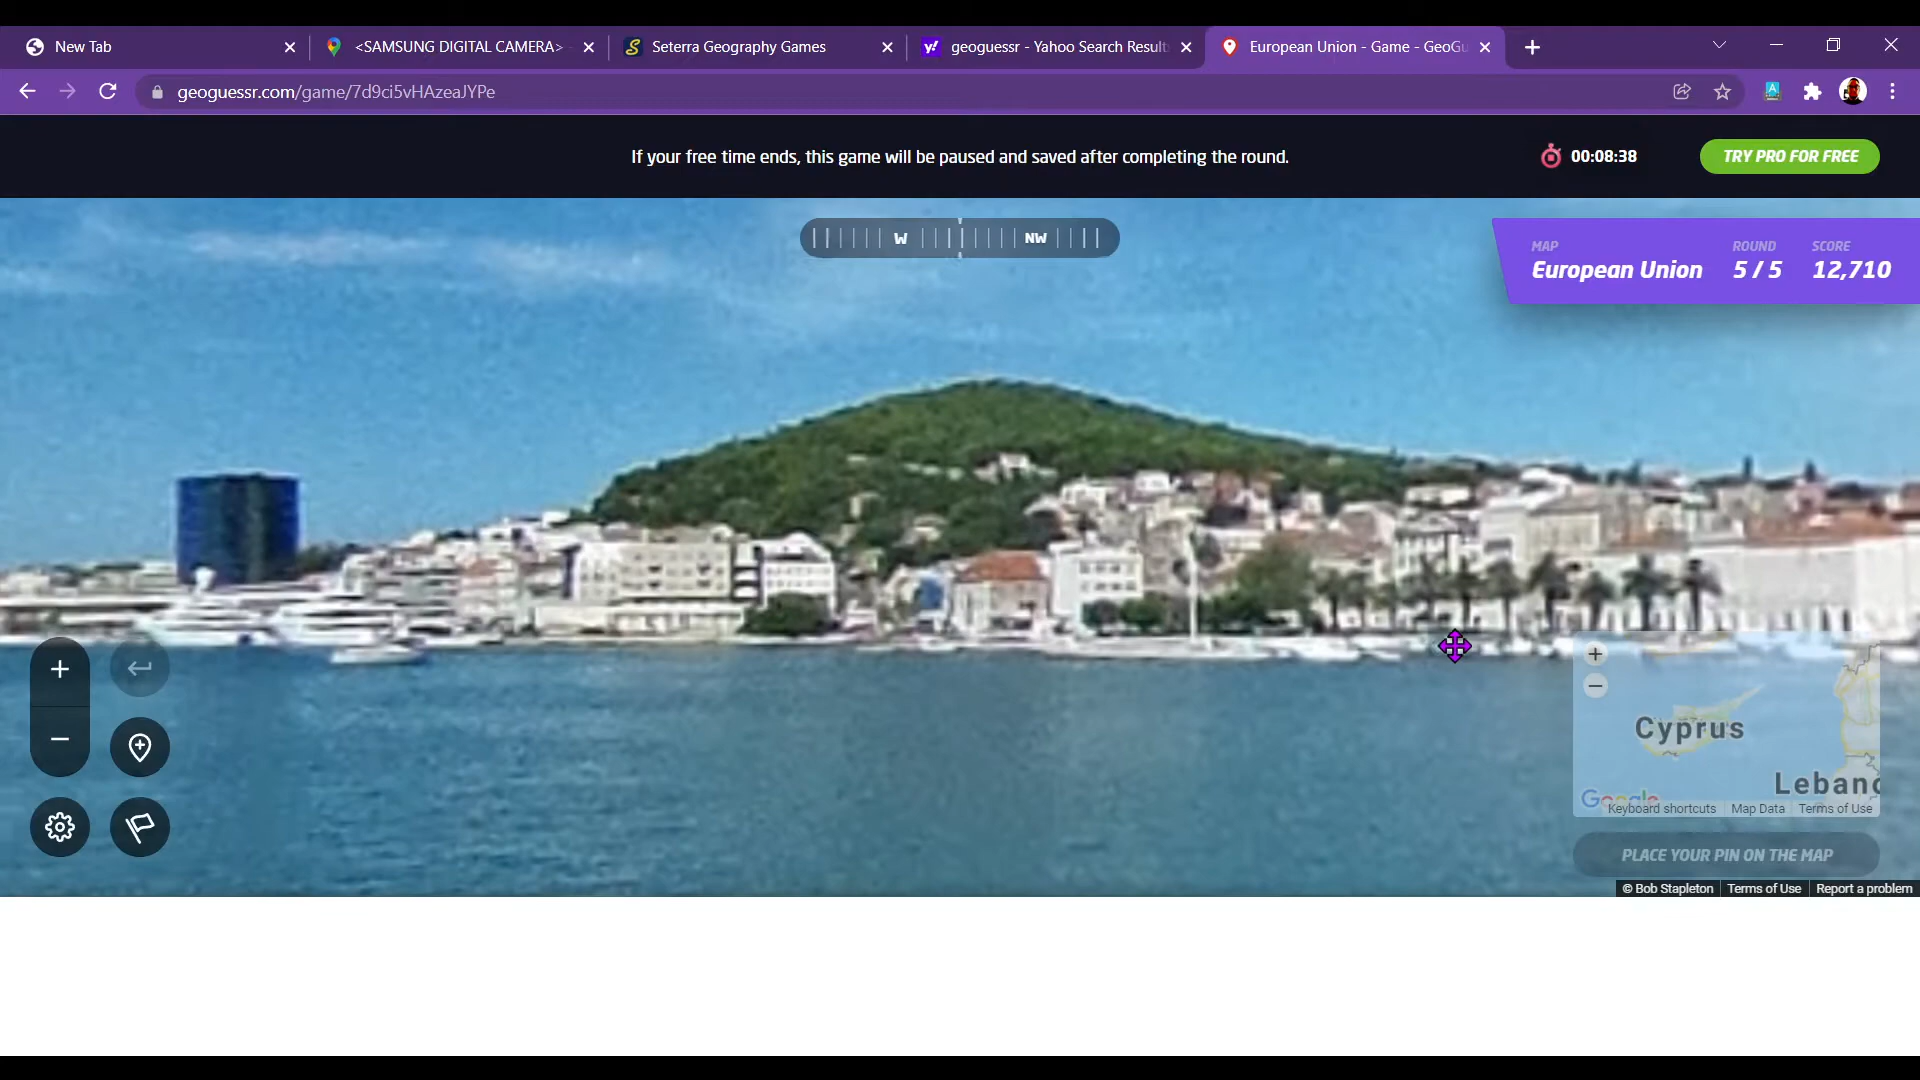 New Tab
<SAMSUNG DIGITAL CAMERA>
Seterra Geography Games
geoguessr - Yahoo Search Result
European Union - Game - GeoGu
geoguessr.com/game/7d9ci5vHAzeaJYPe
If your free time ends, this game will be paused and saved after completing the round.
00:08:38
TRY PRO FOR FREE
W
NW
MAP
ROUND
SCORE
European Union
5 / 5
12,710
Cyprus
Lebano
Google
Keyboard shortcuts
Map Data
Terms of Use
PLACE YOUR PIN ON THE MAP
© Bob Stapleton
Terms of Use
Report a problem